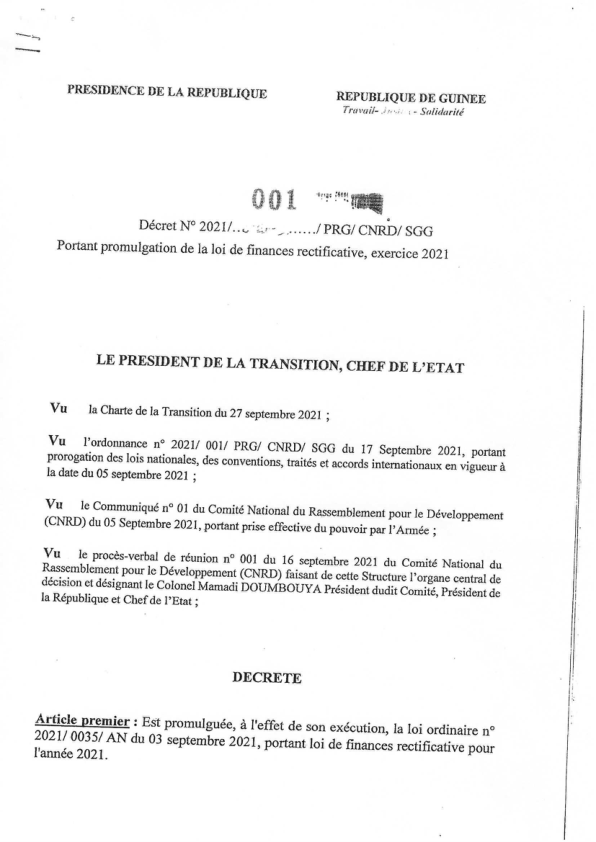 PRESIDENCE DE LA REPUBLIQUE
REPUBLIQUE DE GUINEE
Travail- - Solidarité
001
Décret N° 2021/............/ PRG/ CNRD/ SGG
Portant promulgation de la loi de finances rectificative, exercice 2021
LE PRESIDENT DE LA TRANSITION, CHEF DE L'ETAT
Vu la Charte de la Transition du 27 septembre 2021 ;
Vu l'ordonnance n° 2021/ 001/ PRG/ CNRD/ SGG du 17 Septembre 2021, portant
prorogation des lois nationales, des conventions, traités et accords internationaux en vigueur à
la date du 05 septembre 2021 ;
Vu le Communiqué n° 01 du Comité National du Rassemblement pour le Développement
(CNRD) du 05 Septembre 2021, portant prise effective du pouvoir par l'Armée ;
Vu le procès-verbal de réunion n° 001 du 16 septembre 2021 du Comité National du
Rassemblement pour le Développement (CNRD) faisant de cette Structure l'organe central de
décision et désignant le Colonel Mamadi DOUMBOUYA Président dudit Comité, Président de
la République et Chef de l'Etat ;
DECRETE
Article premier : Est promulguée, à l'effet de son exécution, la loi ordinaire n°
2021/ 0035/ AN du 03 septembre 2021, portant loi de finances rectificative pour
l'année 2021.